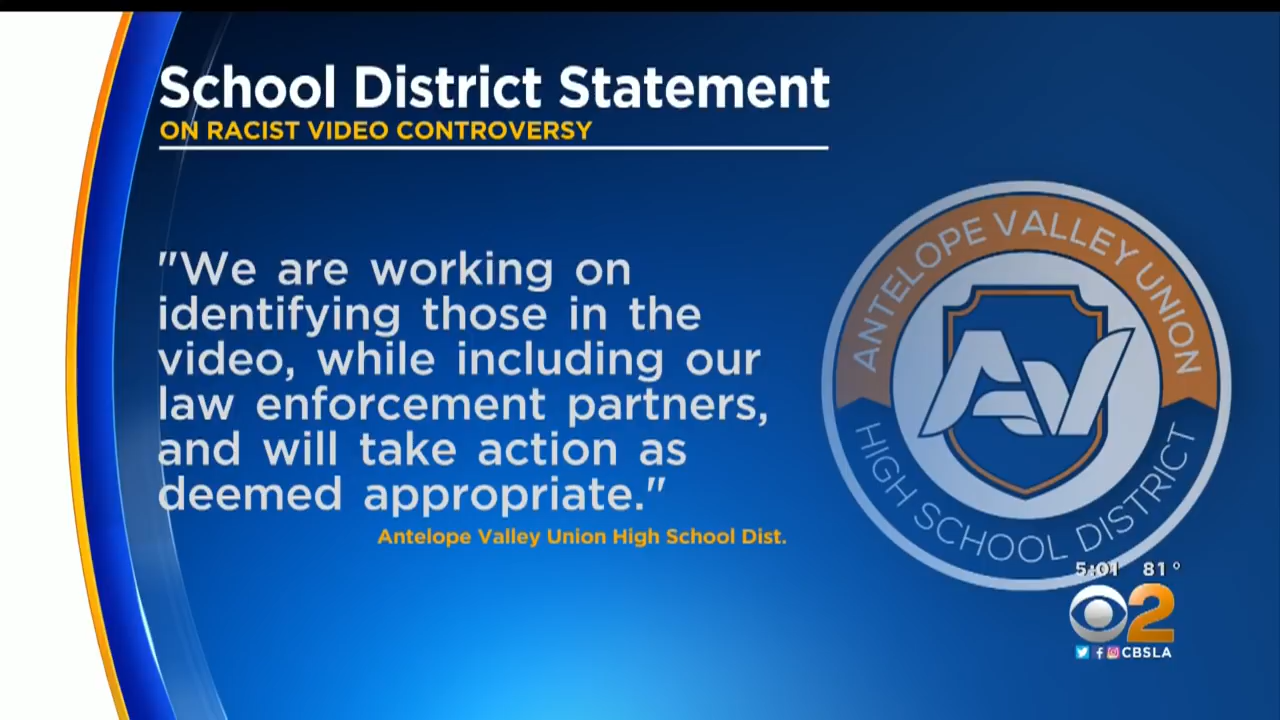 School District Statement
ON RACIST VIDEO CONTROVERSY
"We are working on
identifying those in the
video, while including our
law enforcement partners,
and will take action as
deemed appropriate."
Antelope Valley Union High School Dist.
ANTELOPE VALLEY UNION
AV
HIGH SCHOOL DISTRICT
5:01 81°
2
CBSLA